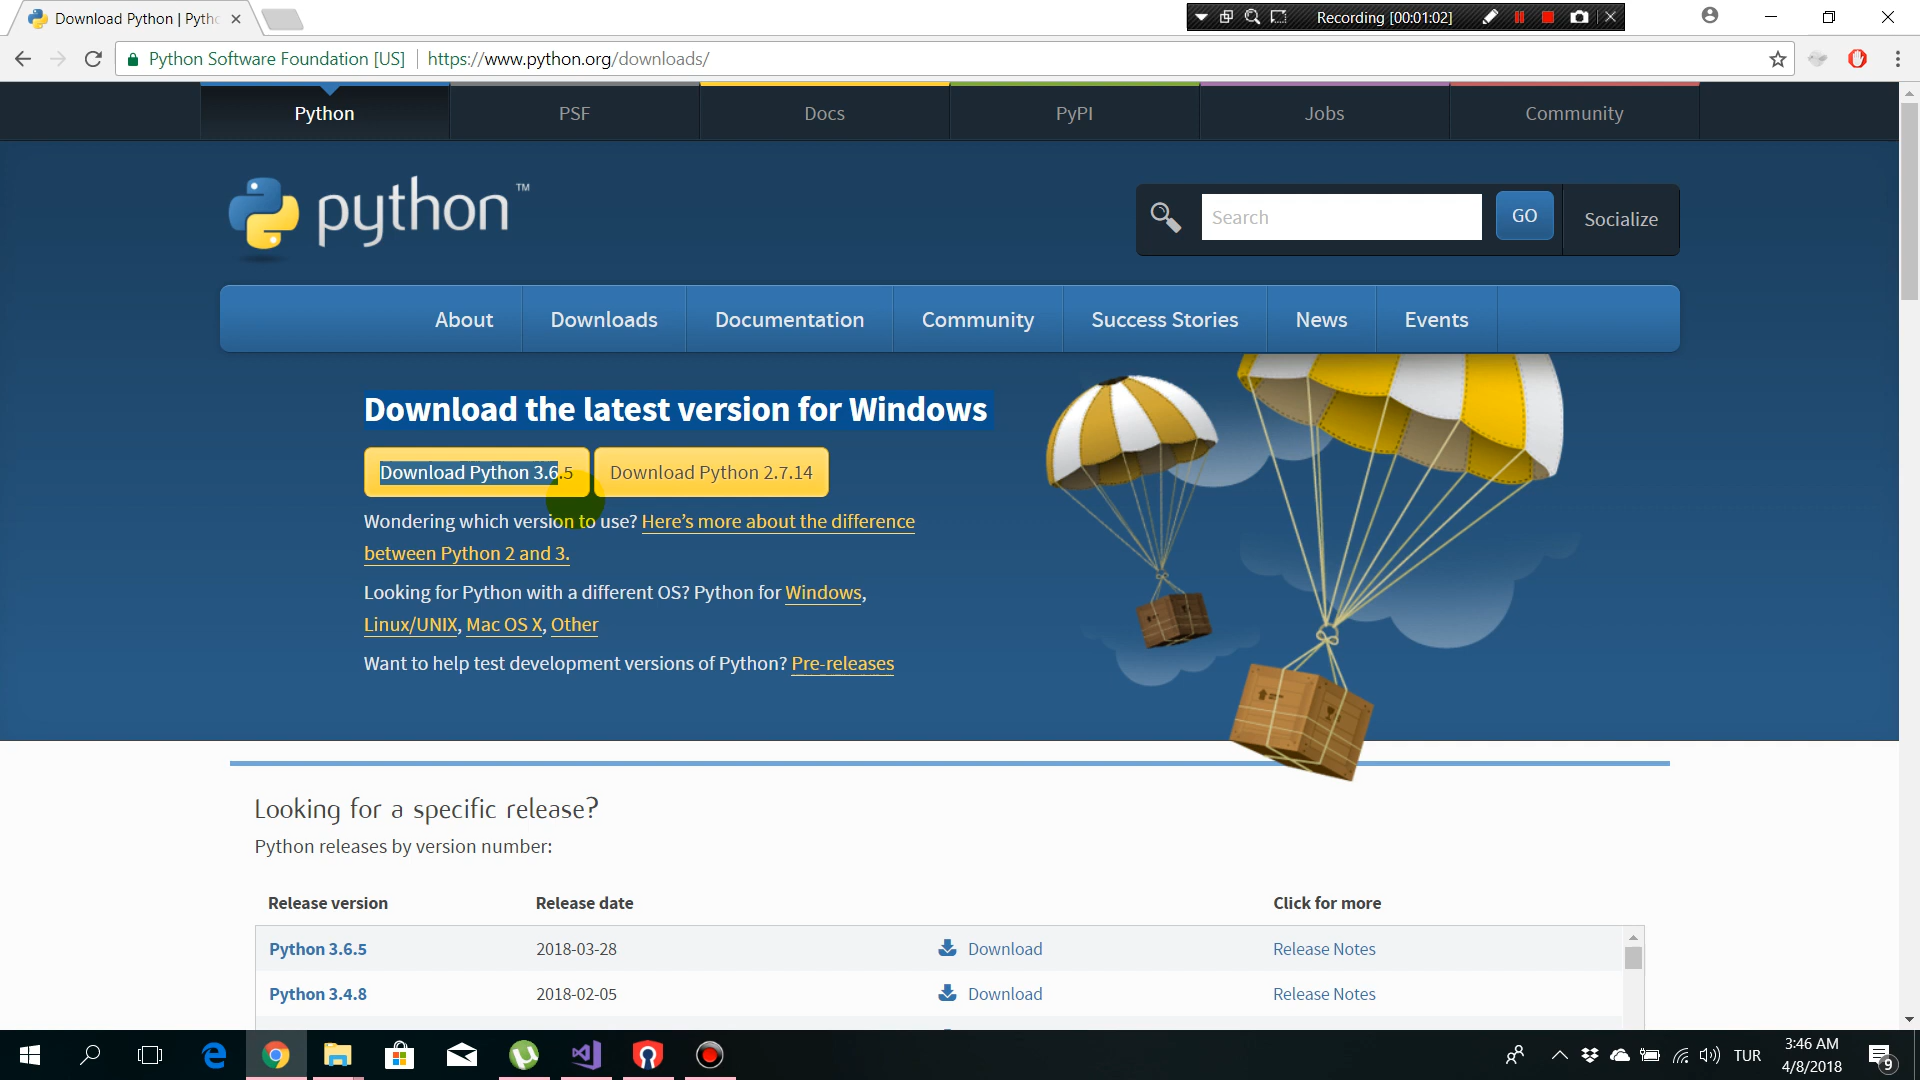 Download Python | Pyth
Recording [00:01:02]
Python Software Foundation [US]
https://www.python.org/downloads/
Python
PSF
Docs
PyPI
Jobs
Community
python™
Search
GO
Socialize
About
Downloads
Documentation
Community
Success Stories
News
Events
Download the latest version for Windows
Download Python 3.6.5
Download Python 2.7.14
Wondering which version to use? Here’s more about the difference
between Python 2 and 3.
Looking for Python with a different OS? Python for Windows,
Linux/UNIX, Mac OS X, Other
Want to help test development versions of Python? Pre-releases
Looking for a specific release?
Python releases by version number:
Release version
Release date
Click for more
Python 3.6.5
2018-03-28
Download
Release Notes
Python 3.4.8
2018-02-05
Download
Release Notes
TUR
3:46 AM
4/8/2018
9